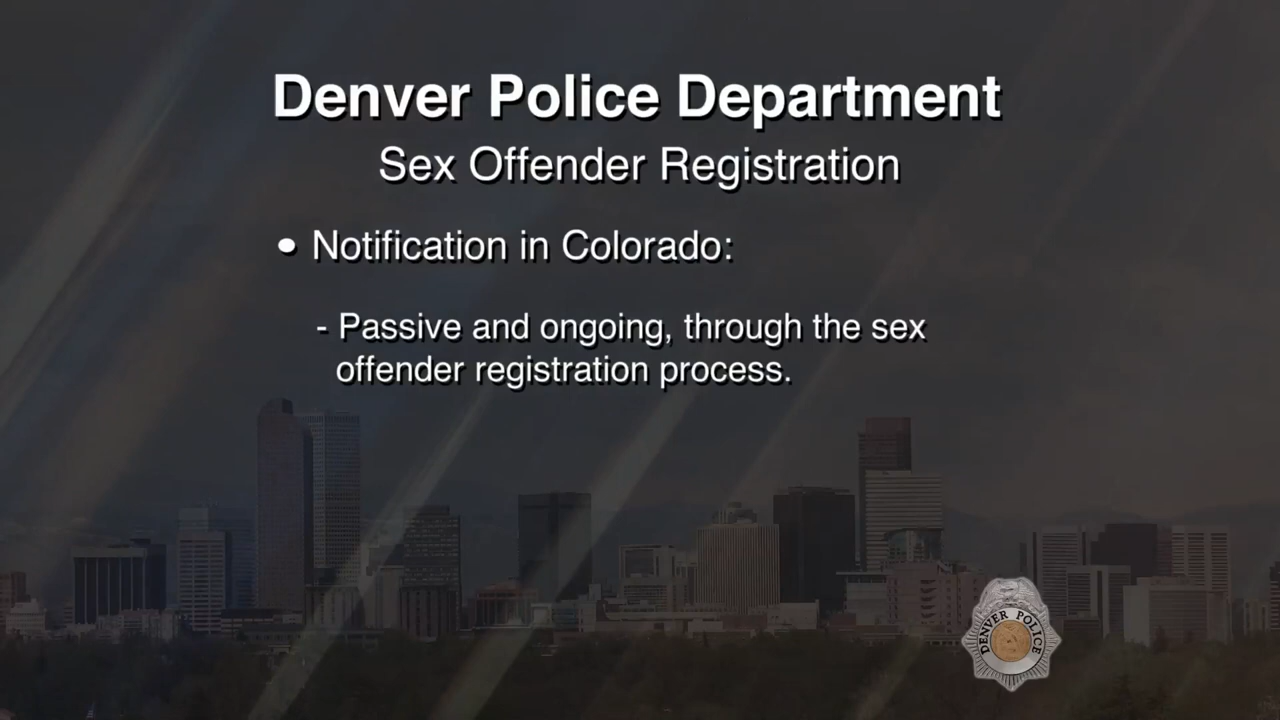 Denver Police Department
Sex Offender Registration
• Notification in Colorado:
- Passive and ongoing, through the sex
offender registration process.
DENVER POLICE